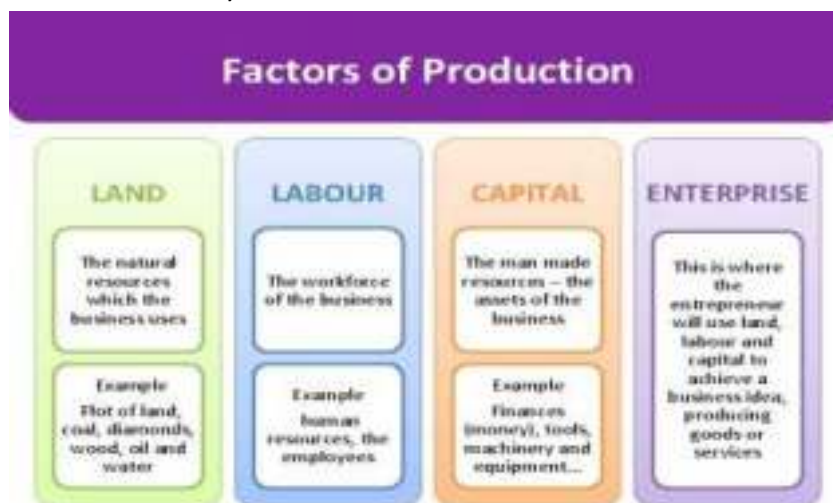 Factors of Production
LAND
The natural
resources
which the
business uses
Example
Plot of land,
coal, diamonds,
wood, oil and
water
LABOUR
The workforce
of the business
Example
human
resources, the
employees
CAPITAL
The man made
resources – the
assets of the
business
Example
Finances
(money), tools,
machinery and
equipment...
ENTERPRISE
This is where
the
entrepreneur
will use land,
labour and
capital to
achieve a
business idea,
producing
goods or
services